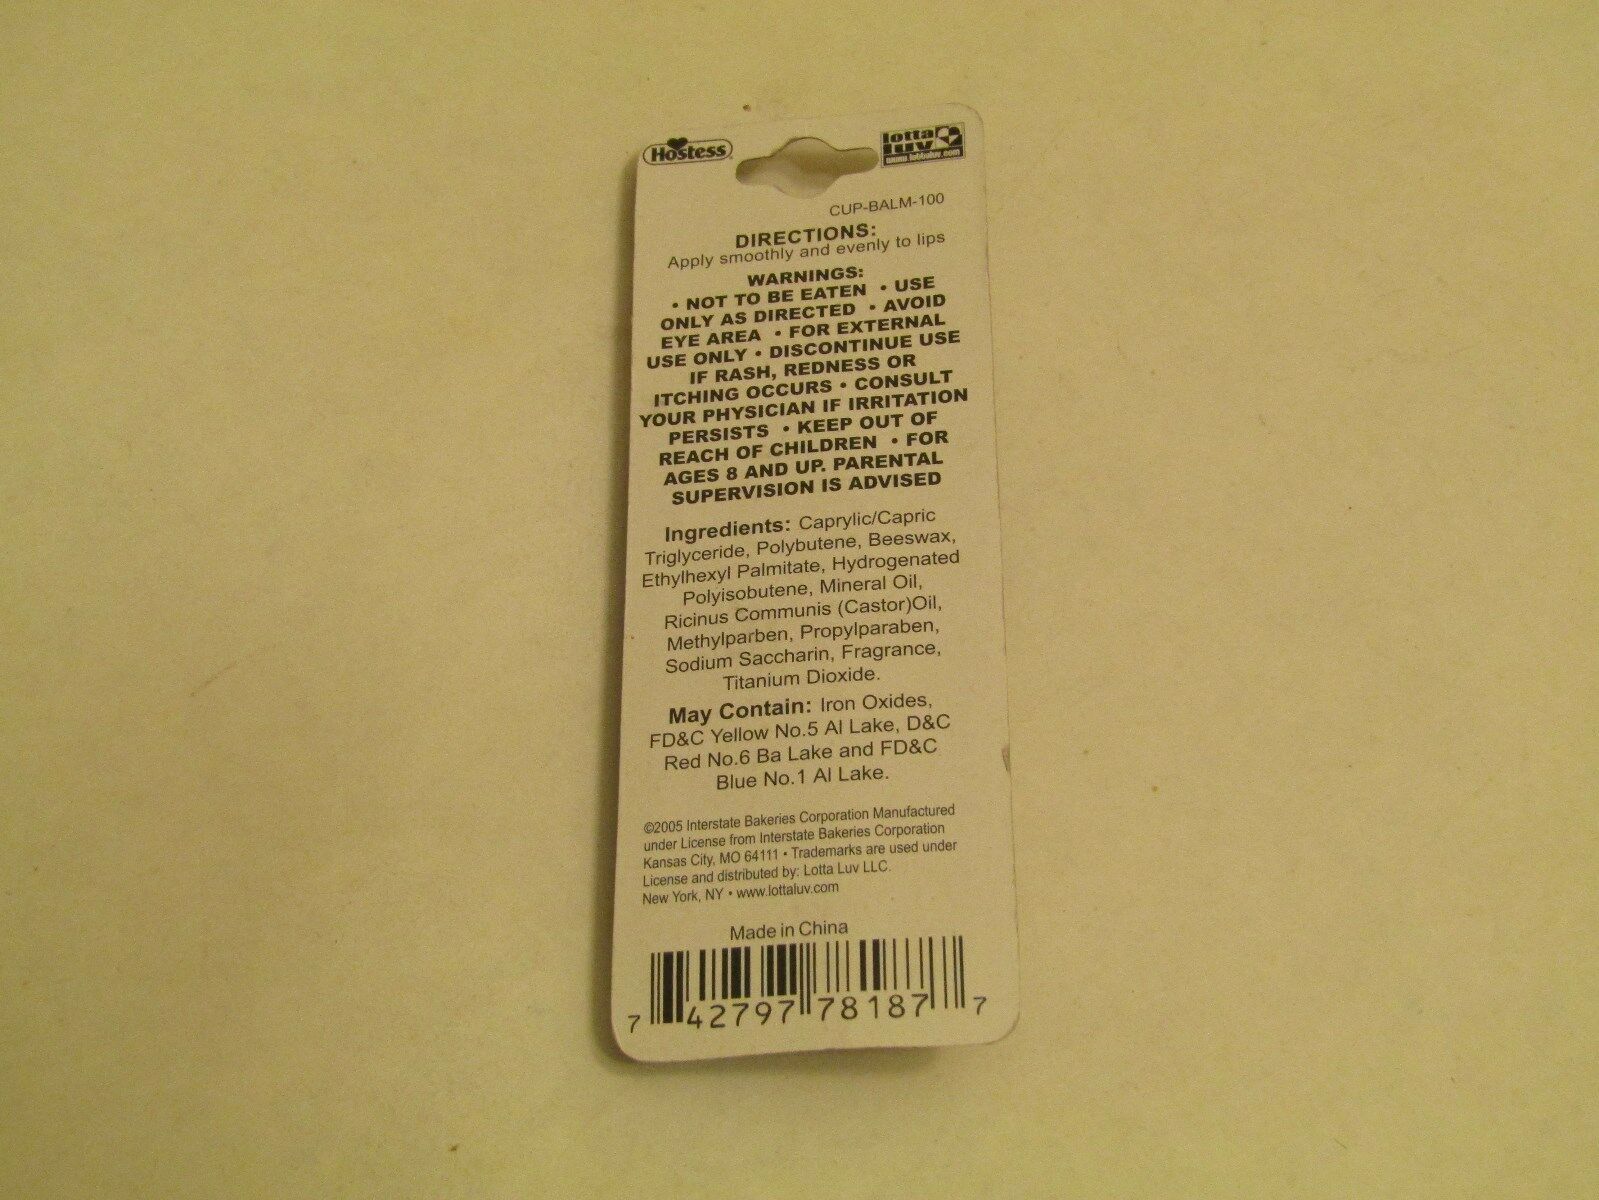 Hostess
lotta
luv
www.lottaluv.com
CUP-BALM-100
DIRECTIONS:
Apply smoothly and evenly to lips
WARNINGS:
• NOT TO BE EATEN • USE
ONLY AS DIRECTED • AVOID
EYE AREA • FOR EXTERNAL
USE ONLY • DISCONTINUE USE
IF RASH, REDNESS OR
ITCHING OCCURS • CONSULT
YOUR PHYSICIAN IF IRRITATION
PERSISTS • KEEP OUT OF
REACH OF CHILDREN • FOR
AGES 8 AND UP. PARENTAL
SUPERVISION IS ADVISED
Ingredients: Caprylic/Capric
Triglyceride, Polybutene, Beeswax,
Ethylhexyl Palmitate, Hydrogenated
Polyisobutene, Mineral Oil,
Ricinus Communis (Castor)Oil,
Methylparben, Propylparaben,
Sodium Saccharin, Fragrance,
Titanium Dioxide.
May Contain: Iron Oxides,
FD&C Yellow No.5 Al Lake, D&C
Red No.6 Ba Lake and FD&C
Blue No.1 Al Lake.
©2005 Interstate Bakeries Corporation Manufactured
under License from Interstate Bakeries Corporation
Kansas City, MO 64111 • Trademarks are used under
License and distributed by: Lotta Luv LLC.
New York, NY • www.lottaluv.com
Made in China
7 42797 78187 7